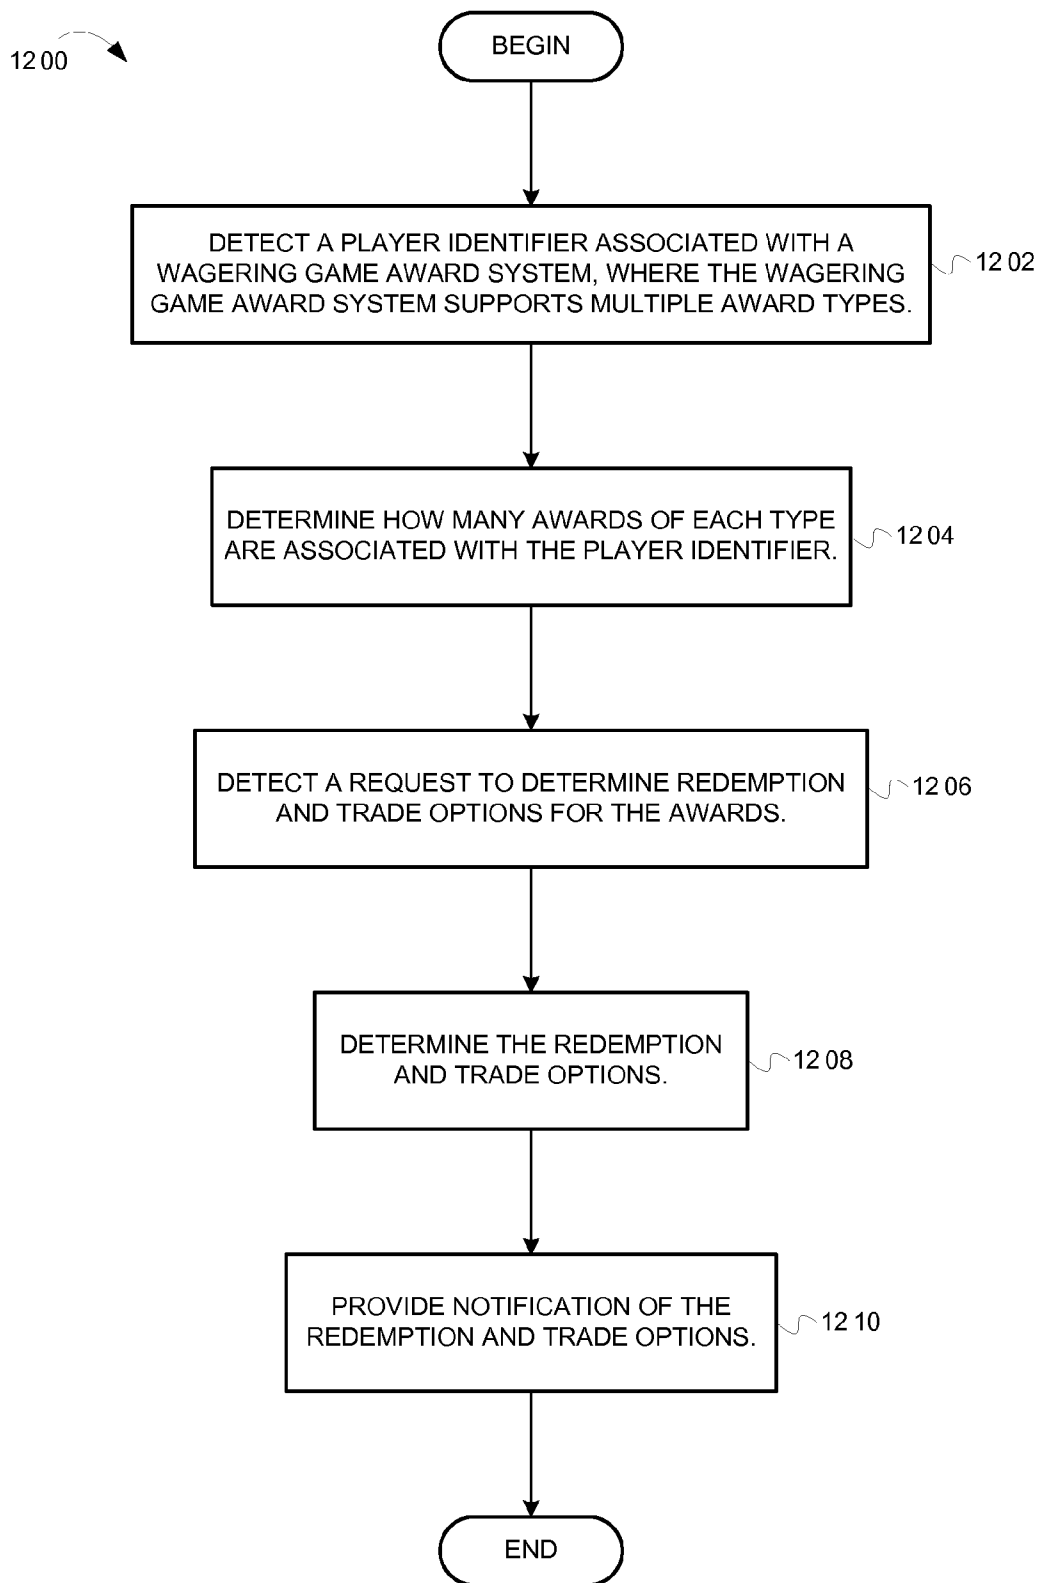 BEGIN
1200
DETECT A PLAYER IDENTIFIER ASSOCIATED WITH A
WAGERING GAME AWARD SYSTEM, WHERE THE WAGERING
GAME AWARD SYSTEM SUPPORTS MULTIPLE AWARD TYPES.
1202
DETERMINE HOW MANY AWARDS OF EACH TYPE
ARE ASSOCIATED WITH THE PLAYER IDENTIFIER.
1204
DETECT A REQUEST TO DETERMINE REDEMPTION
AND TRADE OPTIONS FOR THE AWARDS.
1206
DETERMINE THE REDEMPTION
AND TRADE OPTIONS.
1208
PROVIDE NOTIFICATION OF THE
REDEMPTION AND TRADE OPTIONS.
1210
END